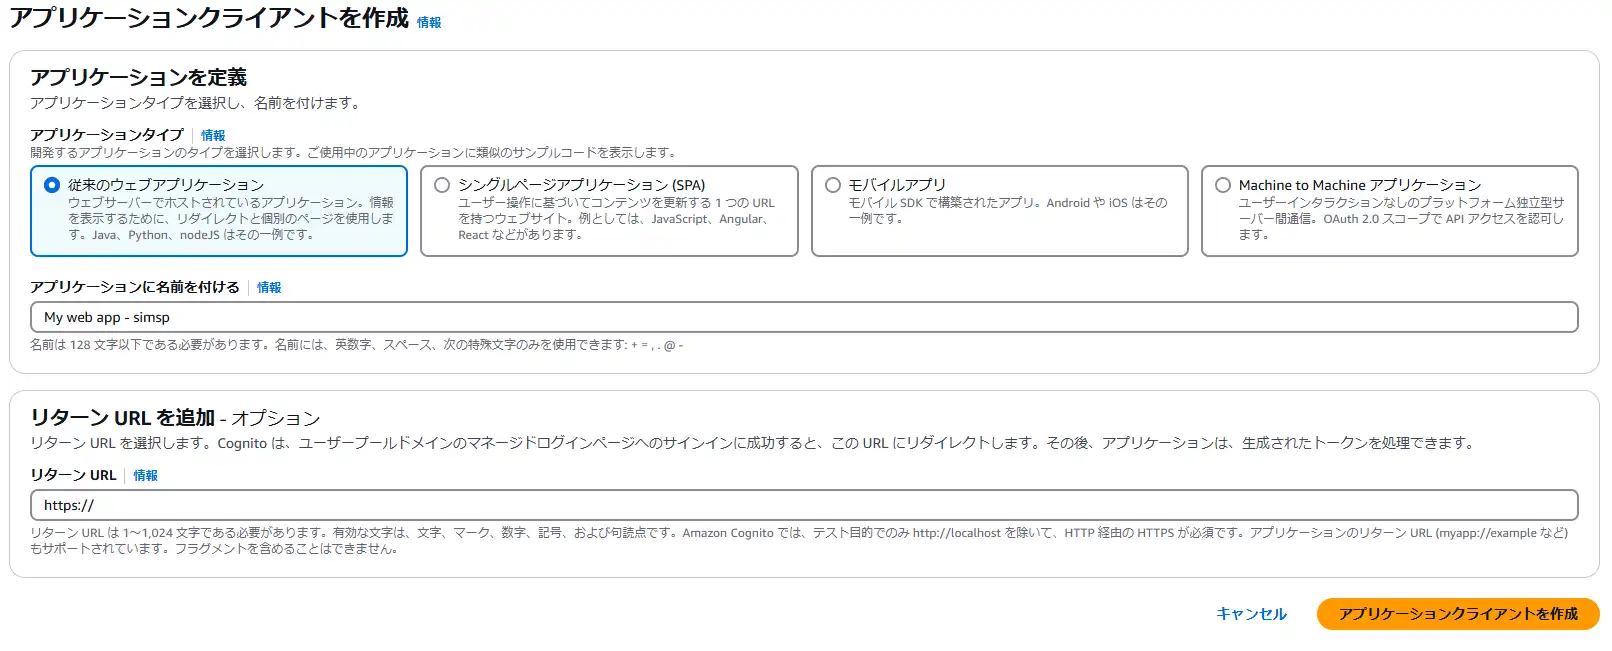 アプリケーションクライアントを作成 情報
アプリケーションを定義
アプリケーションタイプを選択し、名前を付けます。
アプリケーションタイプ 情報
開発するアプリケーションのタイプを選択します。ご使用中のアプリケーションに類似のサンプルコードを表示します。
従来のウェブアプリケーション
ウェブサーバーでホストされているアプリケーション。情報
を表示するために、リダイレクトと個別のページを使用しま
す。Java、Python、nodeJS はその一例です。
シングルページアプリケーション (SPA)
ユーザー操作に基づいてコンテンツを更新する 1 つの URL
を持つウェブサイト。例としては、JavaScript、Angular、
React などがあります。
モバイルアプリ
モバイル SDK で構築されたアプリ。Android や iOS はその
一例です。
Machine to Machine アプリケーション
ユーザーインタラクションなしのプラットフォーム独立型サ
ーバー間通信。OAuth 2.0 スコープで API アクセスを認可し
ます。
アプリケーションに名前を付ける 情報
My web app - simsp
名前は 128 文字以下である必要があります。名前には、英数字、スペース、次の特殊文字のみを使用できます: + = , . @ -
リターン URL を追加 - オプション
リターン URL を選択します。Cognito は、ユーザープールドメインのマネージドログインページへのサインインに成功すると、この URL にリダイレクトします。その後、アプリケーションは、生成されたトークンを処理できます。
リターン URL 情報
https://
リターン URL は 1～1,024 文字である必要があります。有効な文字は、文字、マーク、数字、記号、および句読点です。Amazon Cognito では、テスト目的でのみ http://localhost を除いて、HTTP 経由の HTTPS が必須です。アプリケーションのリターン URL (myapp://example など)
もサポートされています。フラグメントを含めることはできません。
キャンセル
アプリケーションクライアントを作成